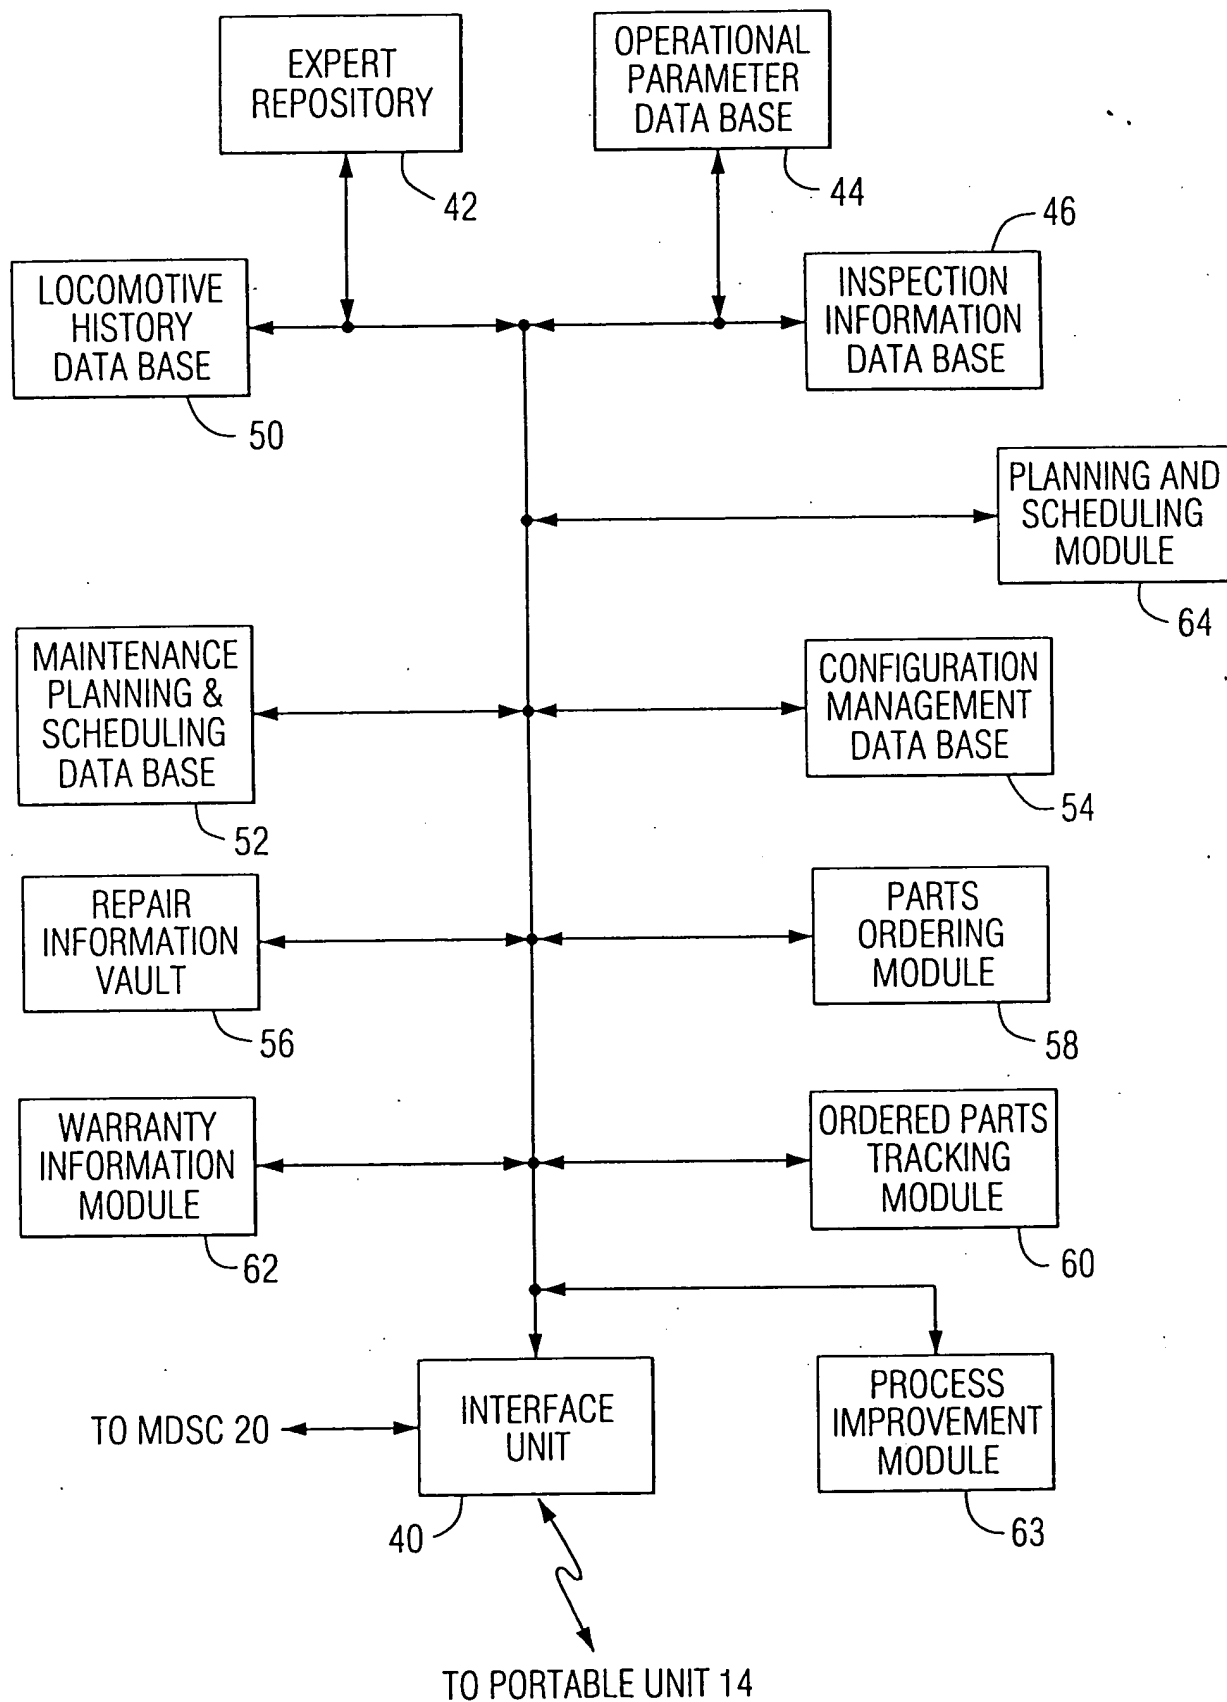 EXPERT
REPOSITORY
42
OPERATIONAL
PARAMETER
DATA BASE
44
LOCOMOTIVE
HISTORY
DATA BASE
50
46
INSPECTION
INFORMATION
DATA BASE
PLANNING AND
SCHEDULING
MODULE
64
MAINTENANCE
PLANNING &
SCHEDULING
DATA BASE
52
CONFIGURATION
MANAGEMENT
DATA BASE
54
REPAIR
INFORMATION
VAULT
56
PARTS
ORDERING
MODULE
58
WARRANTY
INFORMATION
MODULE
62
ORDERED PARTS
TRACKING
MODULE
60
TO MDSC 20
INTERFACE
UNIT
40
PROCESS
IMPROVEMENT
MODULE
63
TO PORTABLE UNIT 14